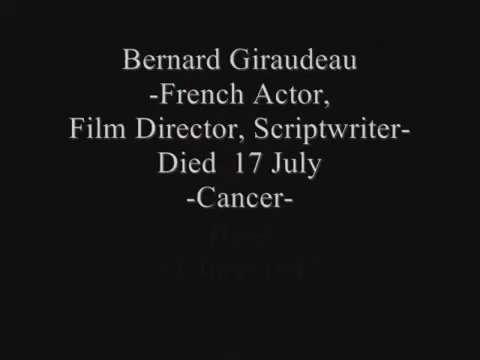 Bernard Giraudeau
-French Actor,
Film Director, Scriptwriter-
Died 17 July
-Cancer-